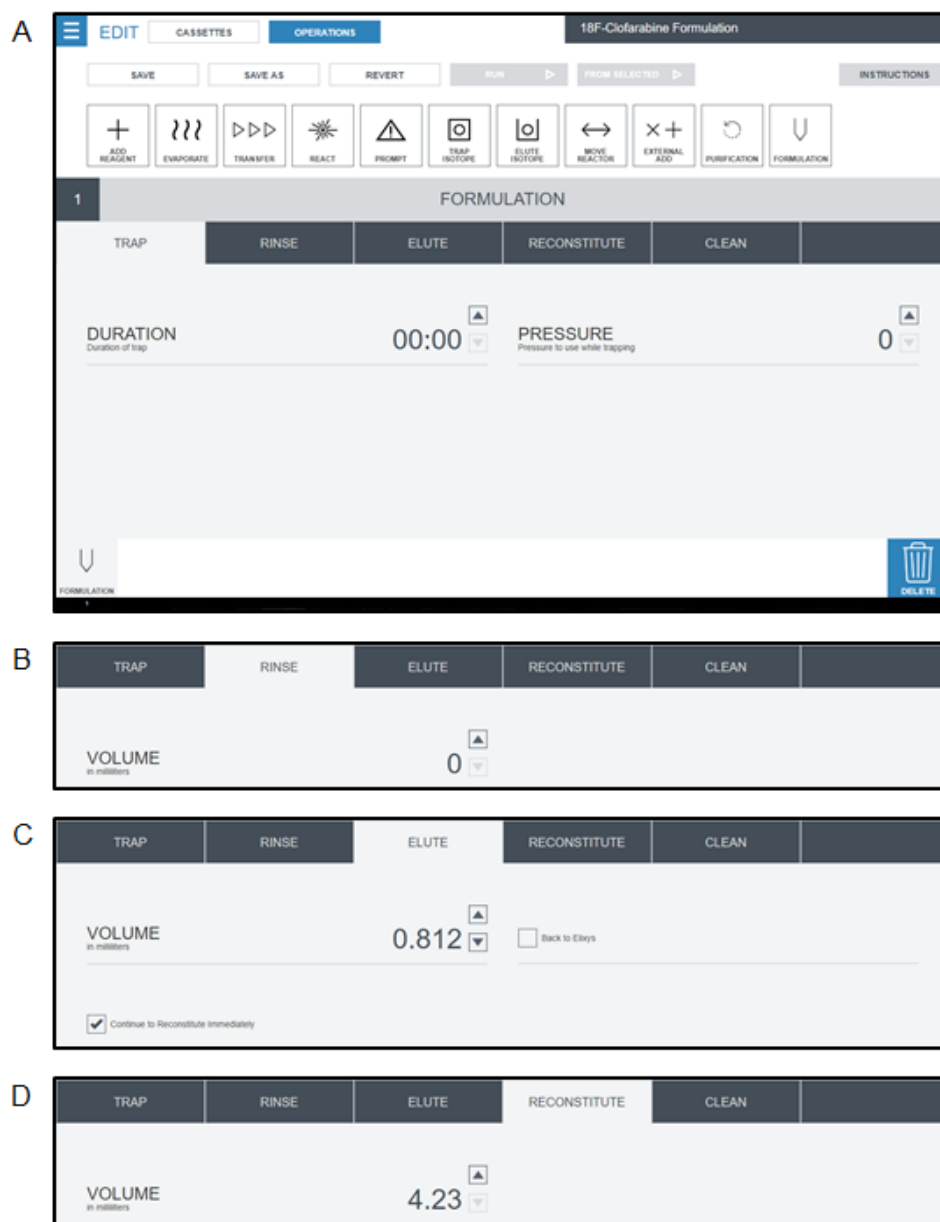 A
EDIT CASSETTES OPERATIONS 18F-Clofarabine Formulation
SAVE SAVE AS REVERT RUN FROM SELECTED INSTRUCTIONS
ADD REAGENT EVAPORATE TRANSFER REACT PROMPT TRAP ISOTOPE ELUTE ISOTOPE MOVE REACTOR EXTERNAL ADD PURIFICATION FORMULATION
1 FORMULATION
TRAP RINSE ELUTE RECONSTITUTE CLEAN
DURATION 00:00 PRESSURE 0
Duration of trap Pressure to use while trapping
FORMULATION DELETE
1
B
TRAP RINSE ELUTE RECONSTITUTE CLEAN
VOLUME 0
in milliliters
C
TRAP RINSE ELUTE RECONSTITUTE CLEAN
VOLUME 0.812 Back to Elixys
in milliliters
Continue to Reconstitute Immediately
D
TRAP RINSE ELUTE RECONSTITUTE CLEAN
VOLUME 4.23
in milliliters